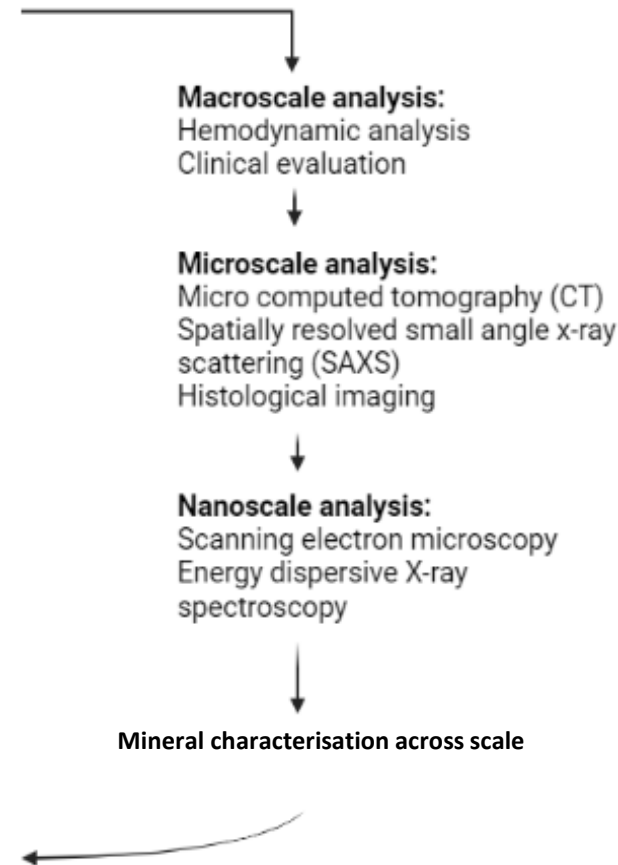 Macroscale analysis:
Hemodynamic analysis
Clinical evaluation
Microscale analysis:
Micro computed tomography (CT)
Spatially resolved small angle x-ray
scattering (SAXS)
Histological imaging
Nanoscale analysis:
Scanning electron microscopy
Energy dispersive X-ray
spectroscopy
Mineral characterisation across scale